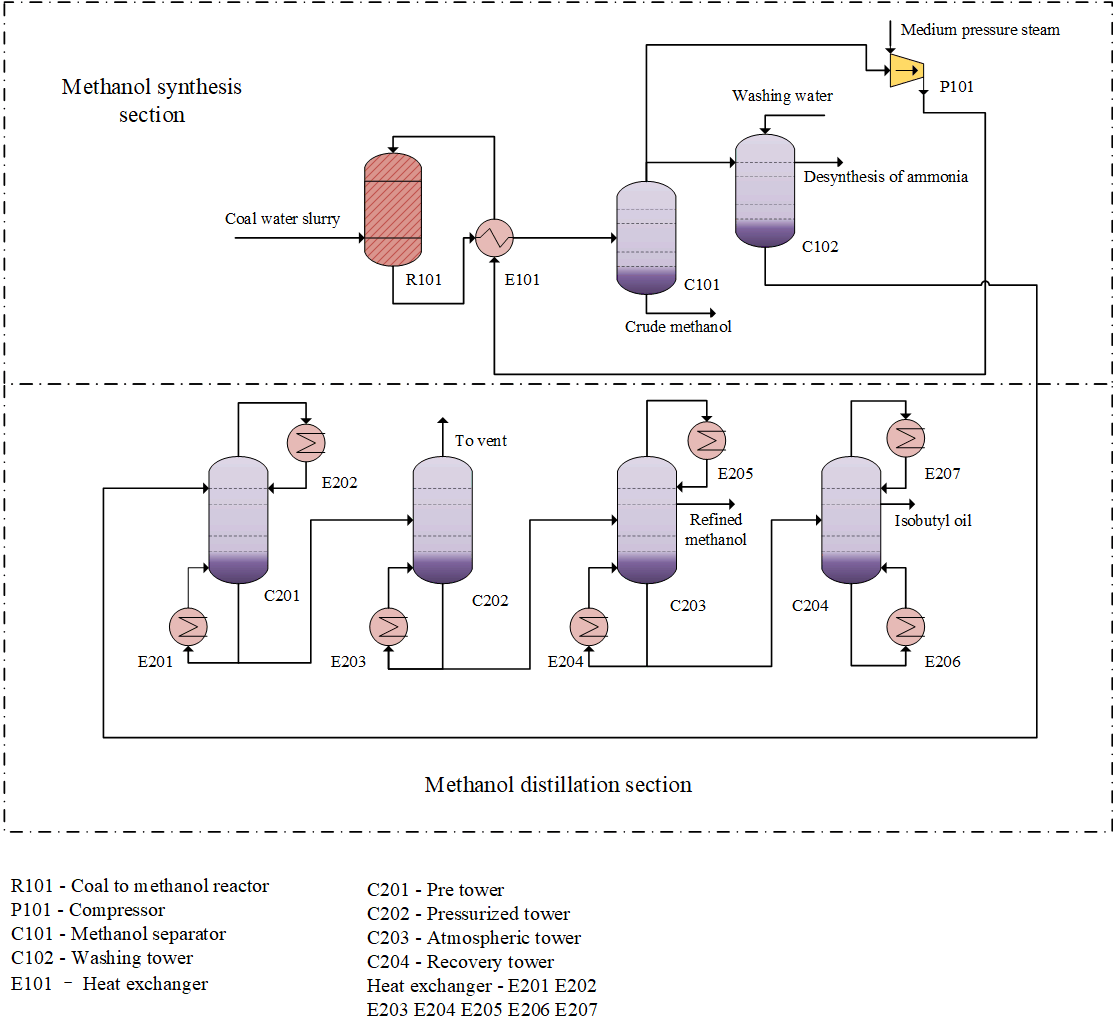 Medium pressure steam
Methanol synthesis
section
P101
Washing water
Desynthesis of ammonia
Coal water slurry
C102
R101
E101
C101
Crude methanol
To vent
E202
E205
E207
Refined
methanol
Isobutyl oil
C201
C202
C203
C204
E201
E203
E204
E206
Methanol distillation section
R101 - Coal to methanol reactor
P101 - Compressor
C101 - Methanol separator
C102 - Washing tower
E101 - Heat exchanger
C201 - Pre tower
C202 - Pressurized tower
C203 - Atmospheric tower
C204 - Recovery tower
Heat exchanger - E201 E202
E203 E204 E205 E206 E207